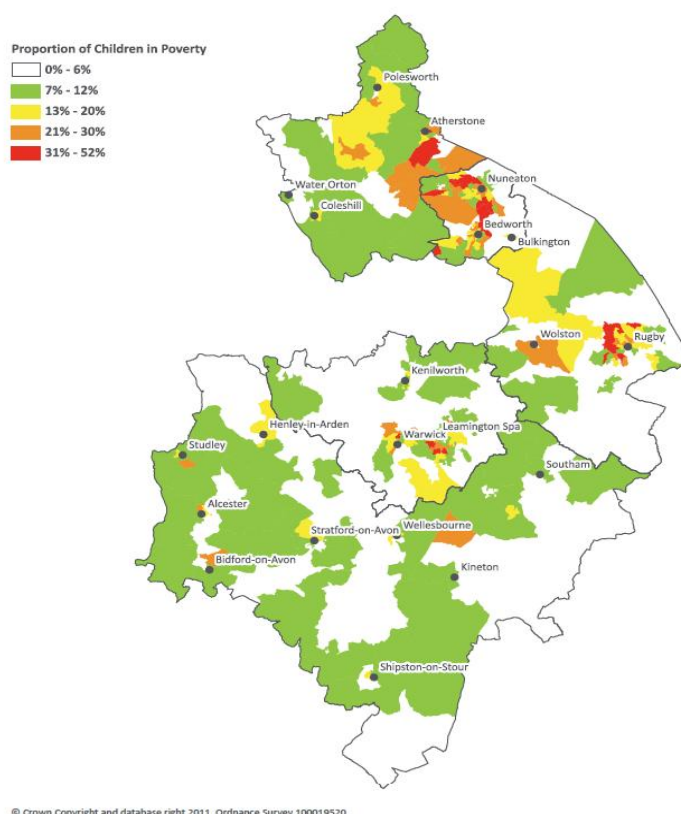 Proportion of Children in Poverty
0% - 6%
7% - 12%
13% - 20%
21% - 30%
31% - 52%
Polesworth
Atherstone
Water Orton
Nuneaton
Coleshill
Bedworth
Bulkington
Wolston
Rugby
Kenilworth
Henley-in-Arden
Warwick
Leamington Spa
Studley
Southam
Alcester
Stratford-on-Avon
Wellesbourne
Bidford-on-Avon
Kineton
Shipston-on-Stour
© Crown Copyright and database right 2011. Ordnance Survey 100019520